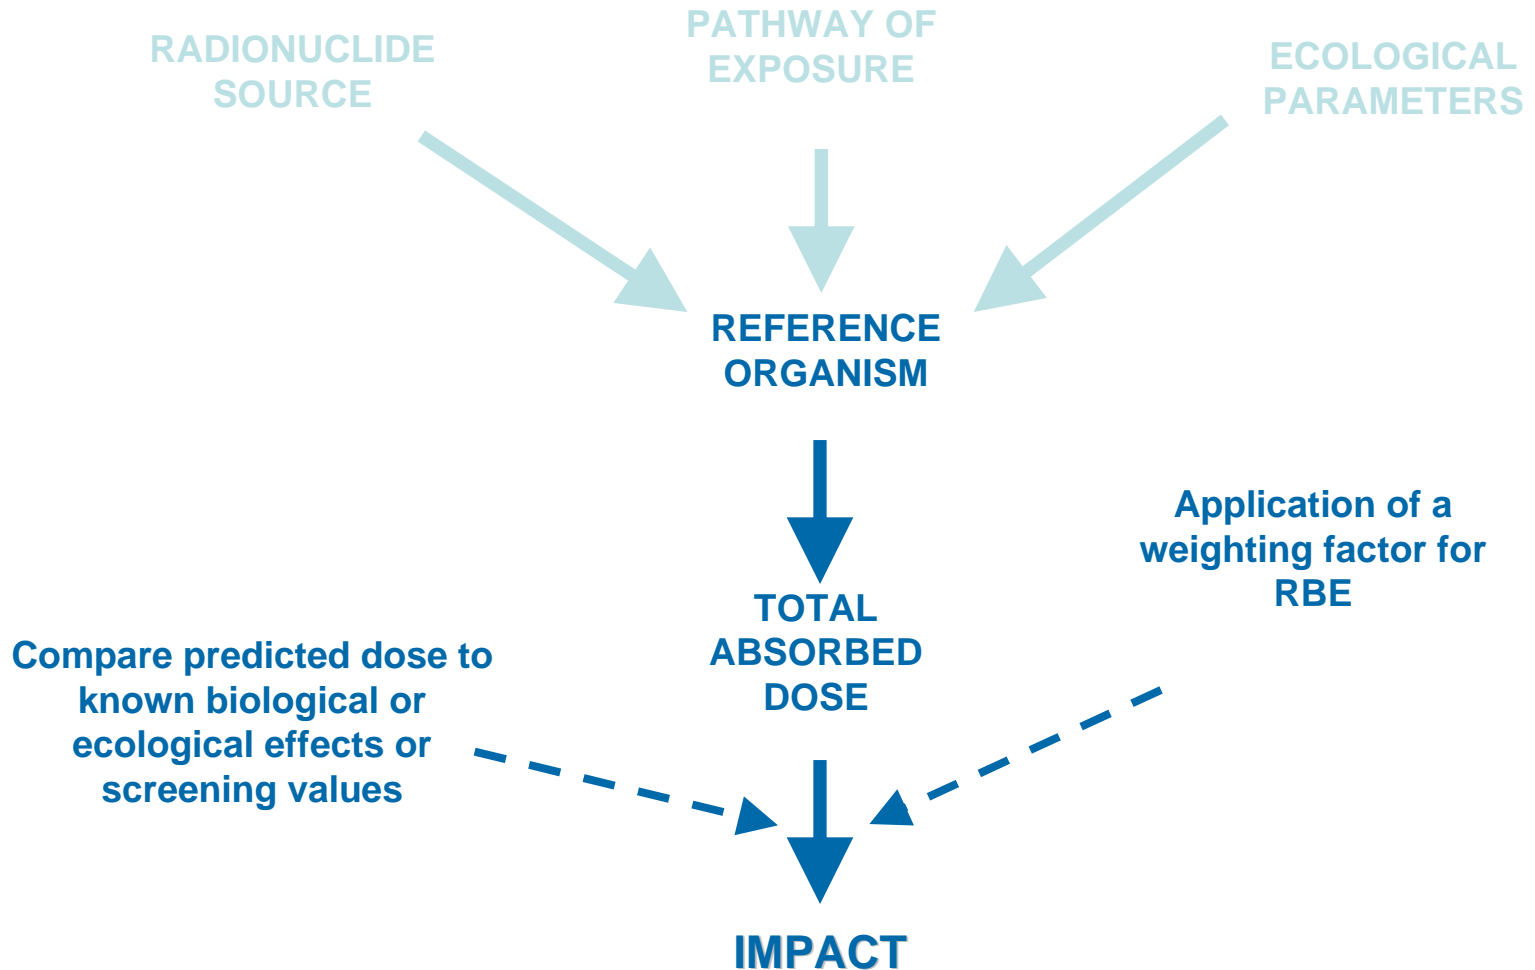 RADIONUCLIDE
SOURCE
PATHWAY OF
EXPOSURE
ECOLOGICAL
PARAMETERS
REFERENCE
ORGANISM
Application of a
weighting factor for
RBE
TOTAL
ABSORBED
DOSE
Compare predicted dose to
known biological or
ecological effects or
screening values
IMPACT